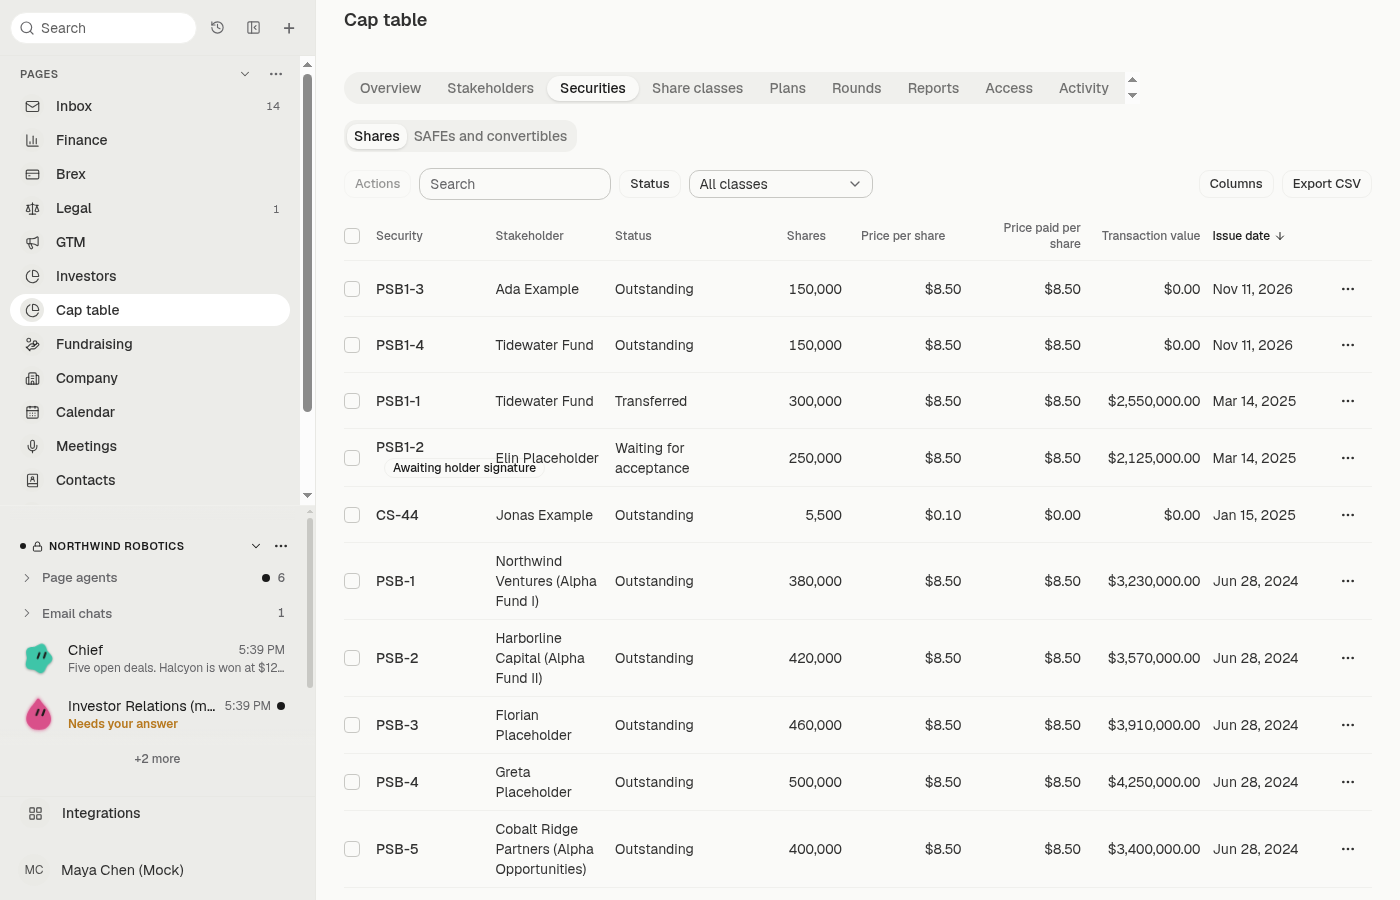 Search
PAGES
Inbox 14
Finance
Brex
Legal 1
GTM
Investors
Cap table
Fundraising
Company
Calendar
Meetings
Contacts
NORTHWIND ROBOTICS
Page agents 6
Email chats 1
Chief 5:39 PM
Five open deals. Halcyon is won at $12…
Investor Relations (m… 5:39 PM
Needs your answer
+2 more
Integrations
MC Maya Chen (Mock)
Cap table
Overview Stakeholders Securities Share classes Plans Rounds Reports Access Activity
Shares SAFEs and convertibles
Actions Search Status All classes Columns Export CSV
Security Stakeholder Status Shares Price per share Price paid per Transaction value Issue date
share
PSB1-3 Ada Example Outstanding 150,000 $8.50 $8.50 $0.00 Nov 11, 2026
PSB1-4 Tidewater Fund Outstanding 150,000 $8.50 $8.50 $0.00 Nov 11, 2026
PSB1-1 Tidewater Fund Transferred 300,000 $8.50 $8.50 $2,550,000.00 Mar 14, 2025
PSB1-2 Waiting for
Elin Placeholder 250,000 $8.50 $8.50 $2,125,000.00 Mar 14, 2025
Awaiting holder signature acceptance
CS-44 Jonas Example Outstanding 5,500 $0.10 $0.00 $0.00 Jan 15, 2025
Northwind
PSB-1 Ventures (Alpha Outstanding 380,000 $8.50 $8.50 $3,230,000.00 Jun 28, 2024
Fund I)
Harborline
PSB-2 Capital (Alpha Outstanding 420,000 $8.50 $8.50 $3,570,000.00 Jun 28, 2024
Fund II)
Florian
PSB-3 Outstanding 460,000 $8.50 $8.50 $3,910,000.00 Jun 28, 2024
Placeholder
Greta
PSB-4 Outstanding 500,000 $8.50 $8.50 $4,250,000.00 Jun 28, 2024
Placeholder
Cobalt Ridge
PSB-5 Partners (Alpha Outstanding 400,000 $8.50 $8.50 $3,400,000.00 Jun 28, 2024
Opportunities)